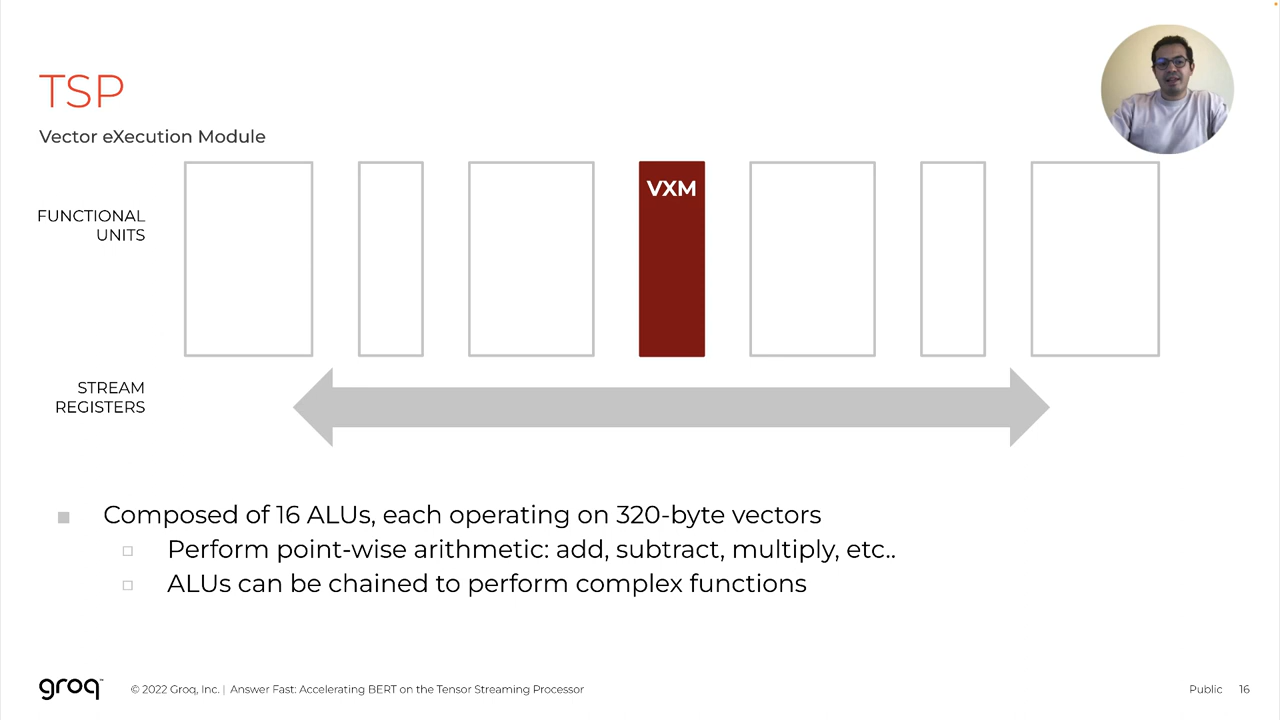 TSP
Vector eXecution Module
FUNCTIONAL
UNITS
VXM
STREAM
REGISTERS
Composed of 16 ALUs, each operating on 320-byte vectors
Perform point-wise arithmetic: add, subtract, multiply, etc..
ALUs can be chained to perform complex functions
groq™ © 2022 Groq, Inc. | Answer Fast: Accelerating BERT on the Tensor Streaming Processor Public 16